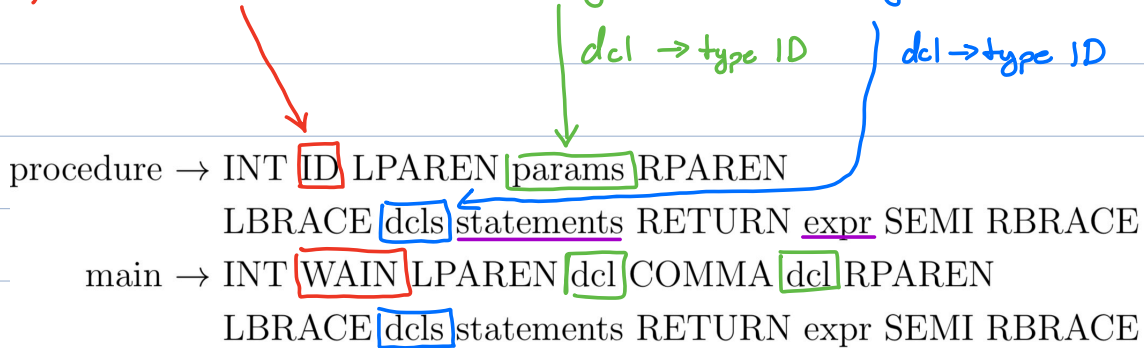 dcl → type ID dcl → type ID
procedure → INT ID LPAREN params RPAREN
LBRACE dcls statements RETURN expr SEMI RBRACE
main → INT WAIN LPAREN dcl COMMA dcl RPAREN
LBRACE dcls statements RETURN expr SEMI RBRACE